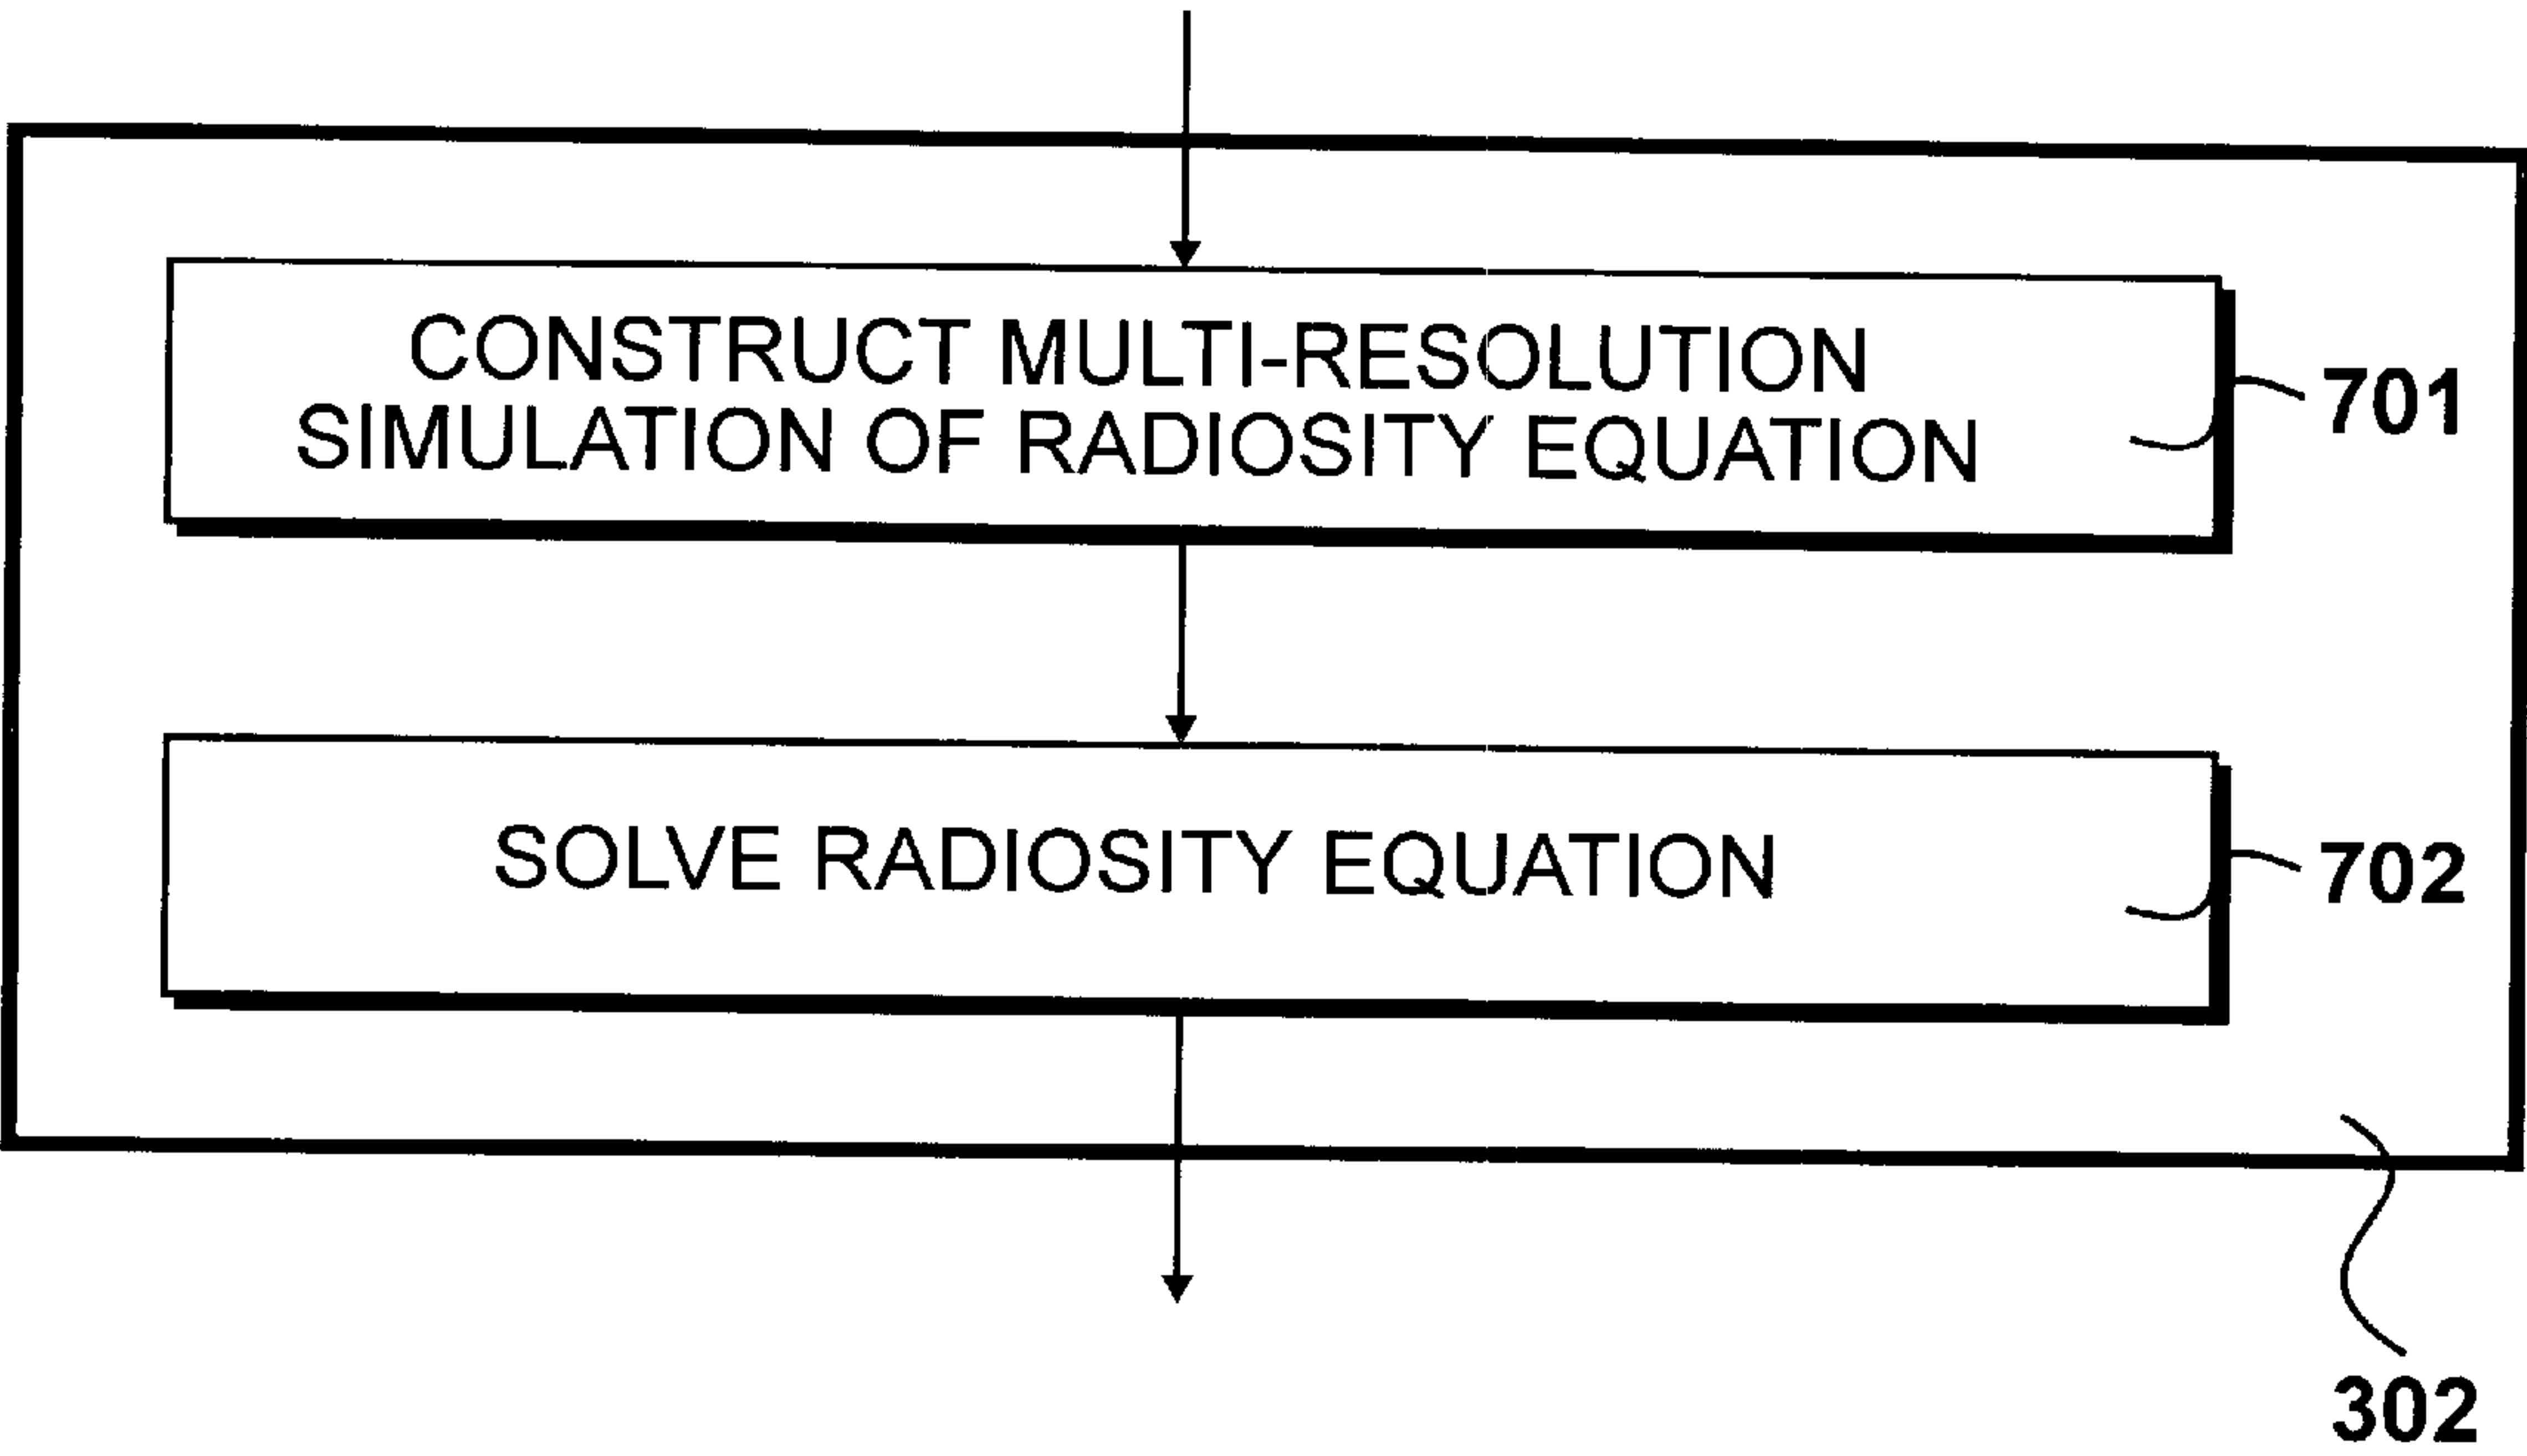 CONSTRUCT MULTI-RESOLUTION
SIMULATION OF RADIOSITY EQUATION
701
SOLVE RADIOSITY EQUATION
702
302